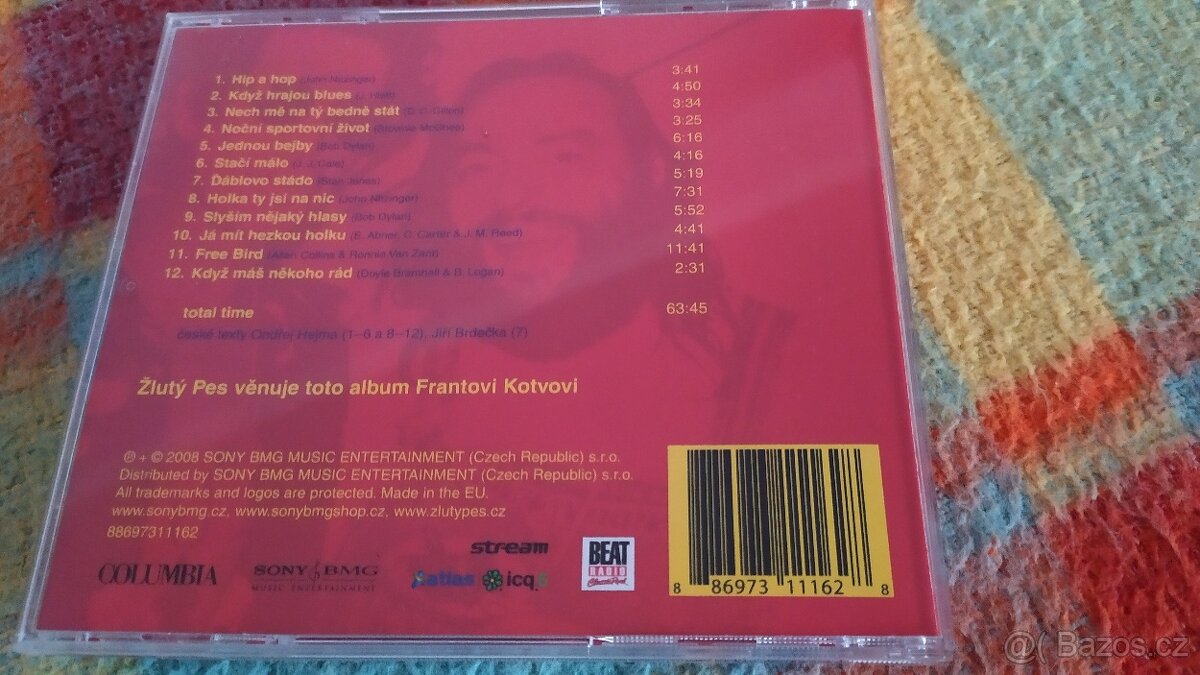 1. Hip a hop (John Nitzinger) 3:41
2. Když hrajou blues (J. Hiatt) 4:50
3. Nech mě na tý bedně stát 3:34
4. Noční sportovní život (Brownie McGhee) 3:25
5. Jednou bejby (Bob Dylan) 6:16
6. Stačí málo (J. J. Cale) 4:16
7. Ďáblovo stádo (Stan Jones) 5:19
8. Holka ty jsi na nic (John Nitzinger) 7:31
9. Slyším nějaký hlasy (Bob Dylan) 5:52
10. Já mít hezkou holku (E. Abner, C. Carter & J. M. Reed) 4:41
11. Free Bird (Allen Collins & Ronnie Van Zant) 11:41
12. Když máš někoho rád (Doyle Bramhall & B. Logan) 2:31
total time 63:45
české texty Ondřej Hejma (1–6 a 8–12), Jiří Brdečka (7)
Žlutý Pes věnuje toto album Frantovi Kotvovi
℗ + © 2008 SONY BMG MUSIC ENTERTAINMENT (Czech Republic) s.r.o.
Distributed by SONY BMG MUSIC ENTERTAINMENT (Czech Republic) s.r.o.
All trademarks and logos are protected. Made in the EU.
www.sonybmg.cz, www.sonybmgshop.cz, www.zlutypes.cz
88697311162
stream
COLUMBIA
SONY BMG
MUSIC ENTERTAINMENT
atlas
icq
BEAT
RADIO
Classic Rock
8 86973 11162 8
@( Bazos.cz